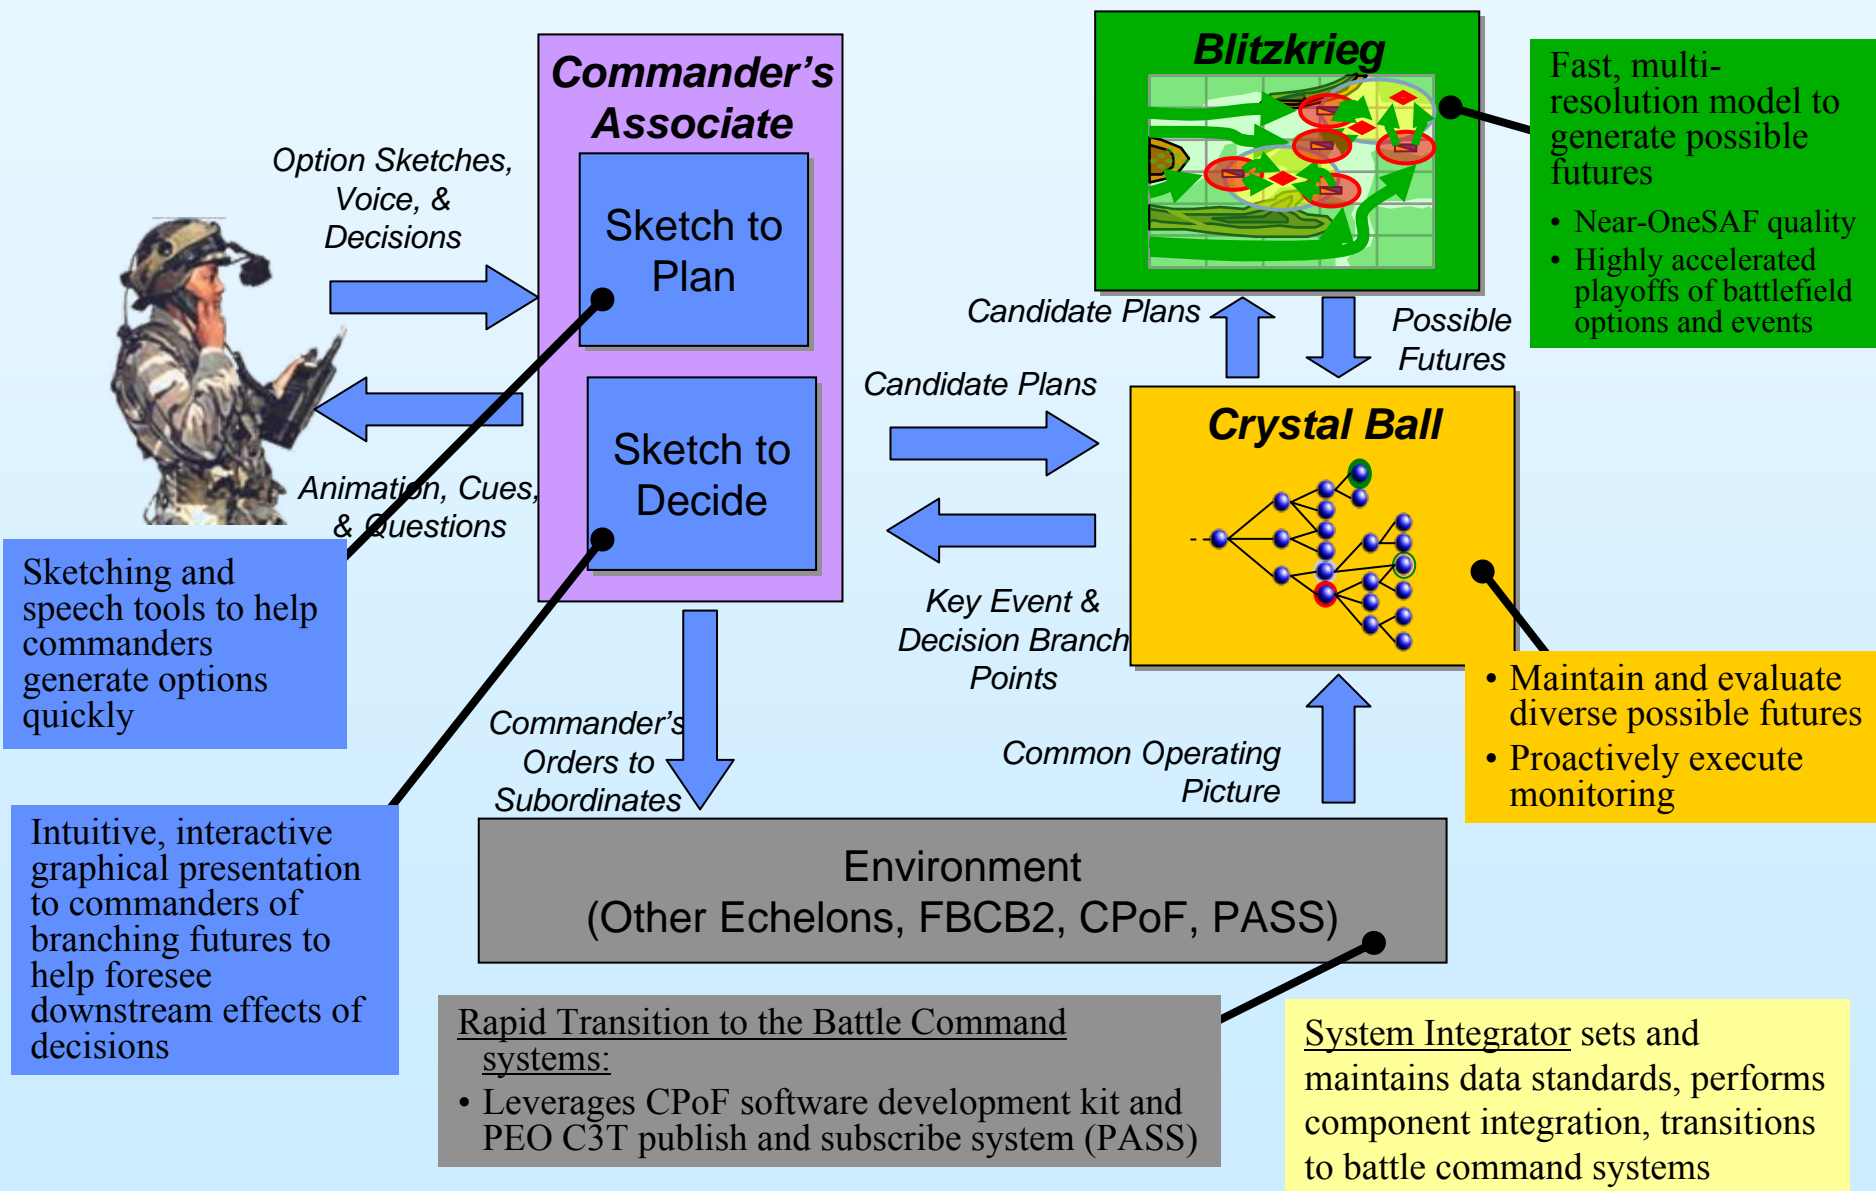 Commander's
Associate
Sketch to
Plan
Sketch to
Decide
Option Sketches,
Voice, &
Decisions
Animation, Cues,
& Questions
Blitzkrieg
Fast, multi-
resolution model to
generate possible
futures
• Near-OneSAF quality
• Highly accelerated
playoffs of battlefield
options and events
Candidate Plans
Possible
Futures
Candidate Plans
Crystal Ball
Key Event &
Decision Branch
Points
• Maintain and evaluate
diverse possible futures
• Proactively execute
monitoring
Sketching and
speech tools to help
commanders
generate options
quickly
Commander's
Orders to
Subordinates
Common Operating
Picture
Intuitive, interactive
graphical presentation
to commanders of
branching futures to
help foresee
downstream effects of
decisions
Environment
(Other Echelons, FBCB2, CPoF, PASS)
Rapid Transition to the Battle Command
systems:
• Leverages CPoF software development kit and
PEO C3T publish and subscribe system (PASS)
System Integrator sets and
maintains data standards, performs
component integration, transitions
to battle command systems